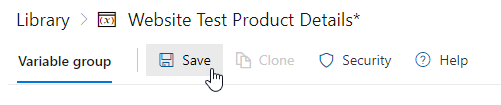 Library > Website Test Product Details*
Variable group Save Clone Security Help